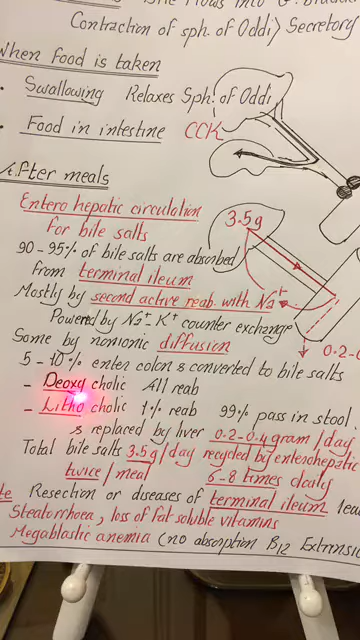 Contraction of sph. of Oddi > Secretory
When Food is taken
• Swallowing Relaxes Sph. of Oddi
• Food in intestine CCK
After meals
Entero hepatic circulation
for bile salts
3.5g
90 - 95% of bile salts are absorbed
from terminal ileum
Mostly by second active reab. with Na+
Powered by Na+- K+ counter exchange
Some by nonionic diffusion
0.2-0
5 - 10% enter colon & converted to bile salts
- Deoxy cholic All reab
- Litho cholic 1% reab 99% pass in stool
& replaced by liver 0.2-0.4 gram/day
Total bile salts 3.5g/day recycled by enterohepatic
twice/meal 6-8 times daily
Resection or diseases of terminal ileum lea
Steatorrhoea, loss of fat-soluble vitamins
Megablastic anemia (no absorption B12 Extrinsi